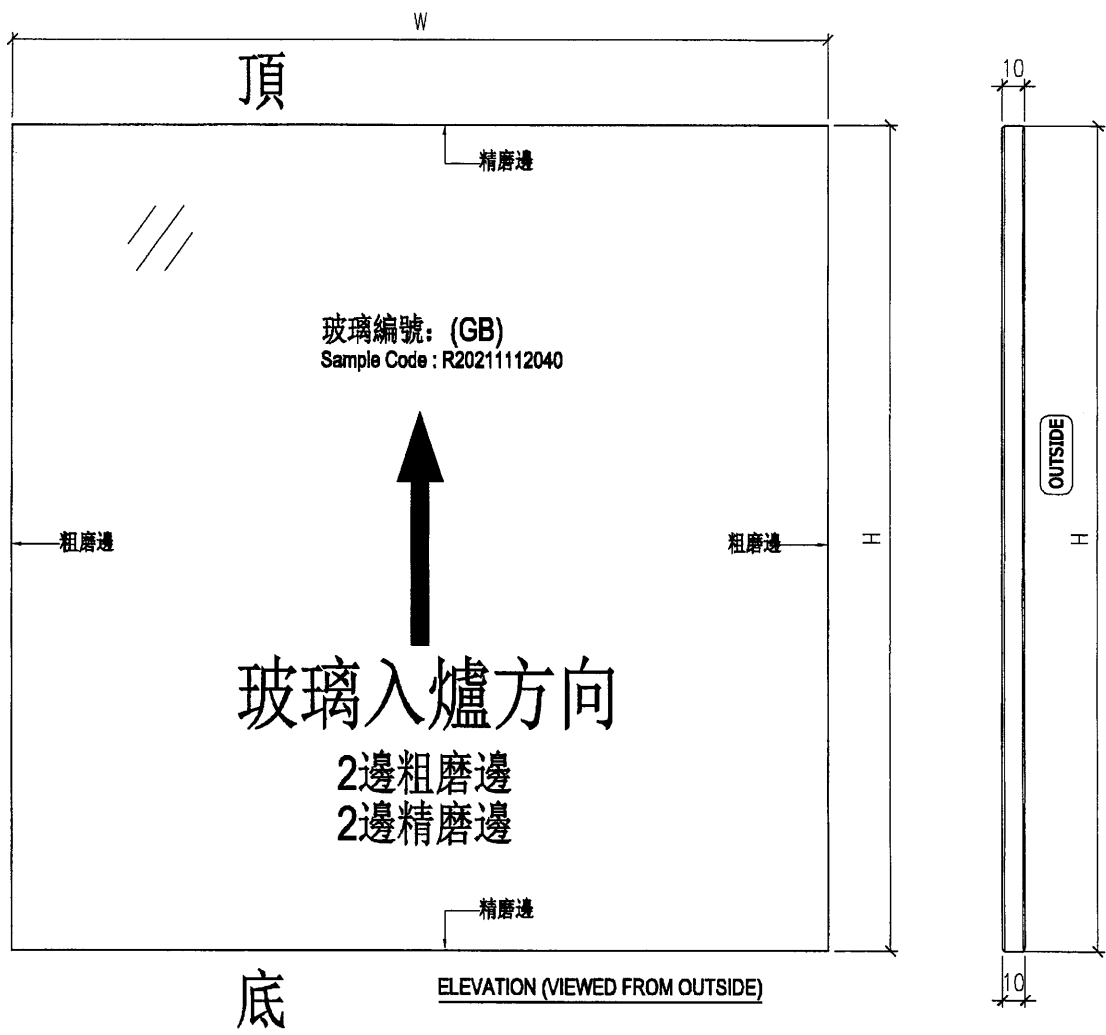 W
頂
10
精磨邊
玻璃編號: (GB)
Sample Code : R20211112040
OUTSIDE
粗磨邊
粗磨邊
H
H
玻璃入爐方向
2邊粗磨邊
2邊精磨邊
精磨邊
底
ELEVATION (VIEWED FROM OUTSIDE)
10